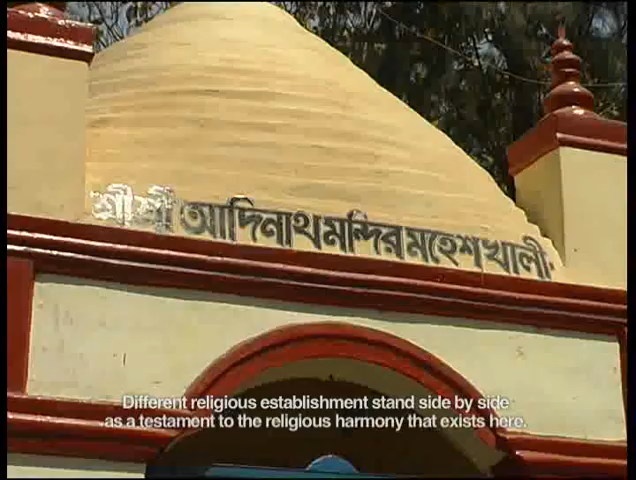 শ্রী শ্রী আদিনাথ মন্দির মহেশখালী.
Different religious establishment stand side by side
as a testament to the religious harmony that exists here.